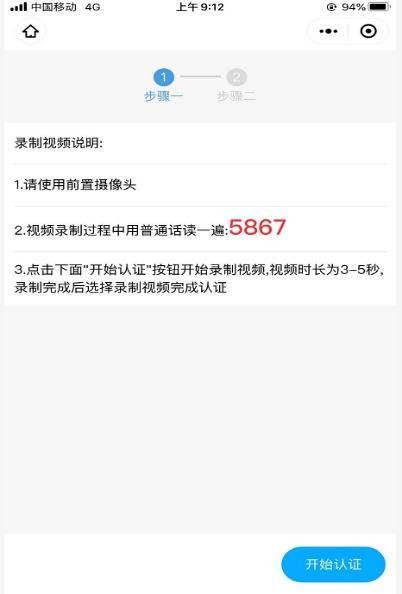 中国移动 4G 上午9:12 94%
1 2
步骤一 步骤二
录制视频说明:
1.请使用前置摄像头
2.视频录制过程中用普通话读一遍:5867
3.点击下面"开始认证"按钮开始录制视频,视频时长为3-5秒,
录制完成后选择录制视频完成认证
开始认证